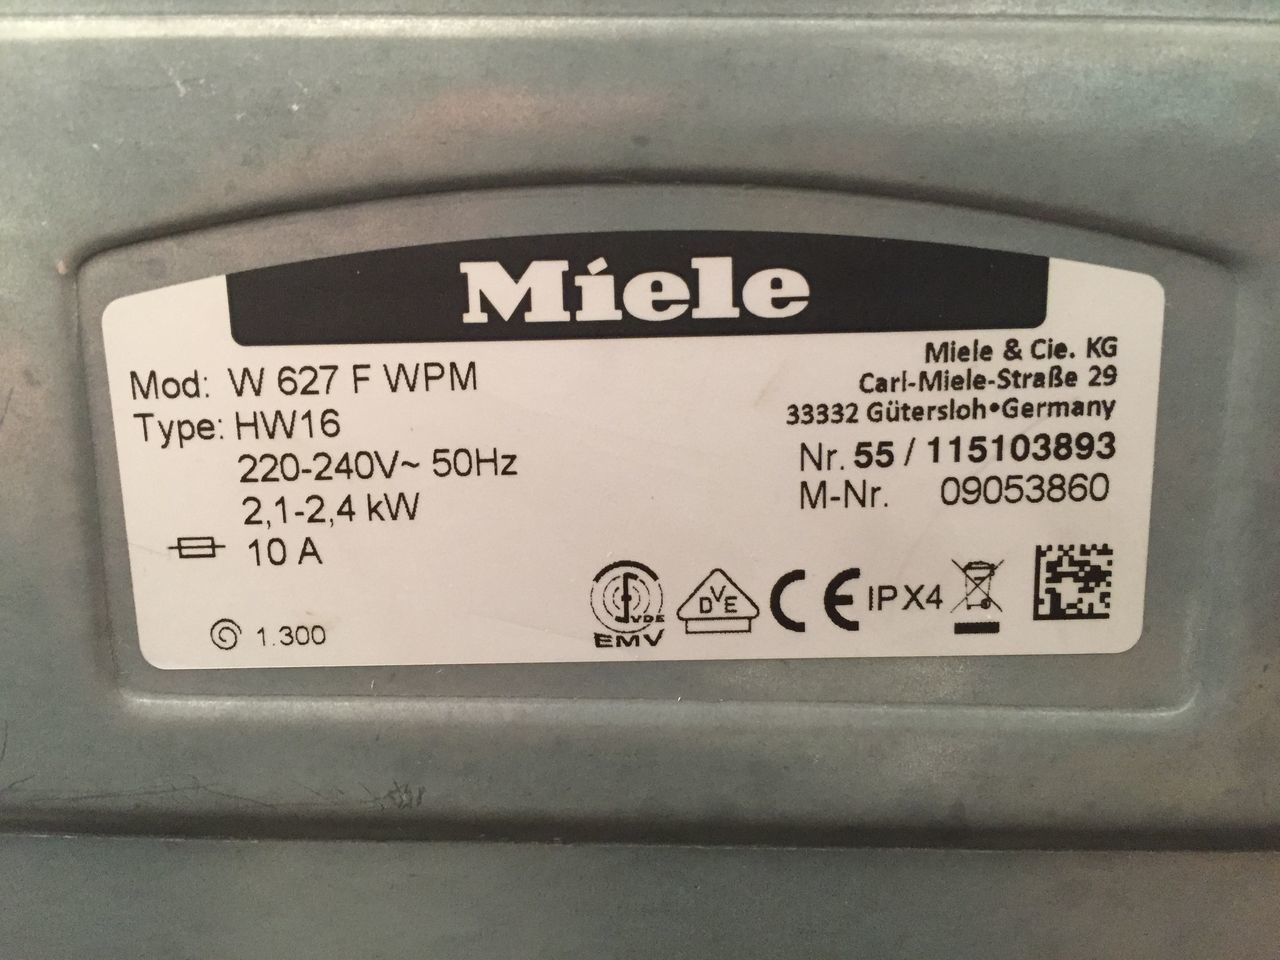 Miele
Mod: W 627 F WPM
Type: HW16
220-240V~ 50Hz
2,1-2,4 kW
10 A
1.300
Miele & Cie. KG
Carl-Miele-Straße 29
33332 Gütersloh•Germany
Nr. 55 / 115103893
M-Nr. 09053860
VDE
EMV
DVE
CE
IPX4